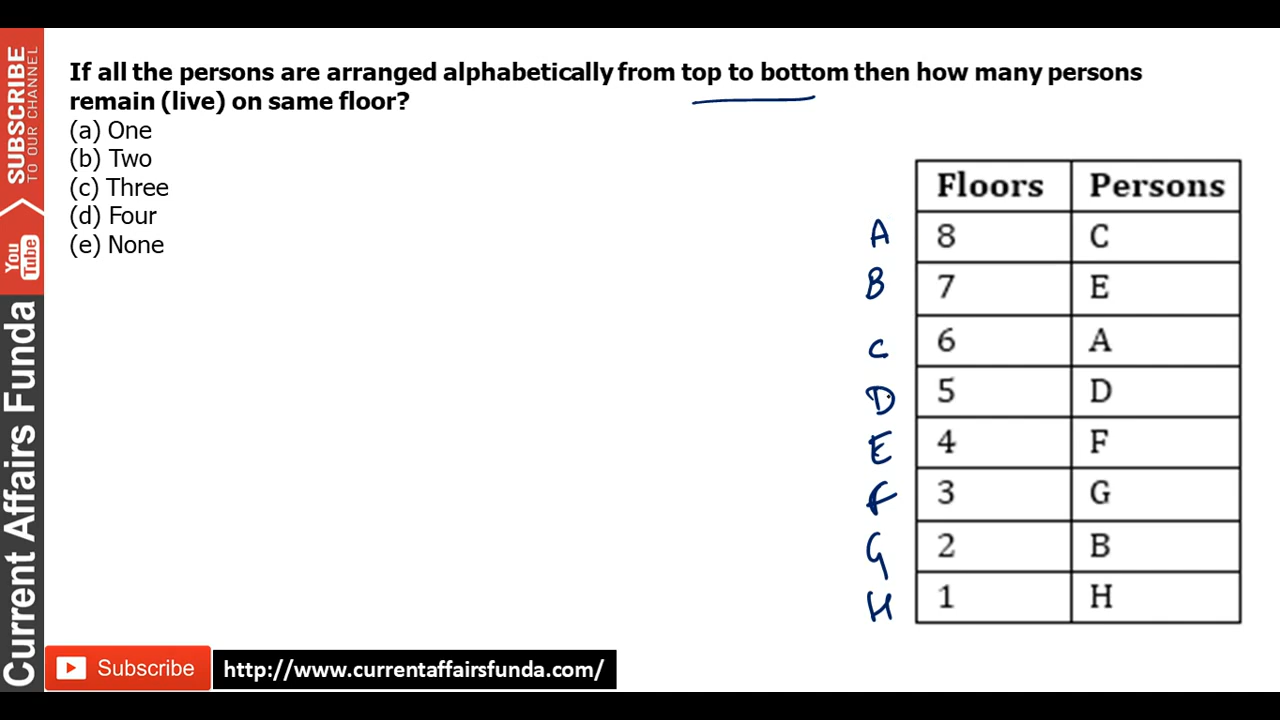 If all the persons are arranged alphabetically from top to bottom then how many persons
remain (live) on same floor?
(a) One
(b) Two
(c) Three
(d) Four
(e) None
Floors Persons
A 8 C
B 7 E
C 6 A
D 5 D
E 4 F
F 3 G
G 2 B
H 1 H
SUBSCRIBE
TO OUR CHANNEL
You
Tube
Current Affairs Funda
Subscribe
http://www.currentaffairsfunda.com/